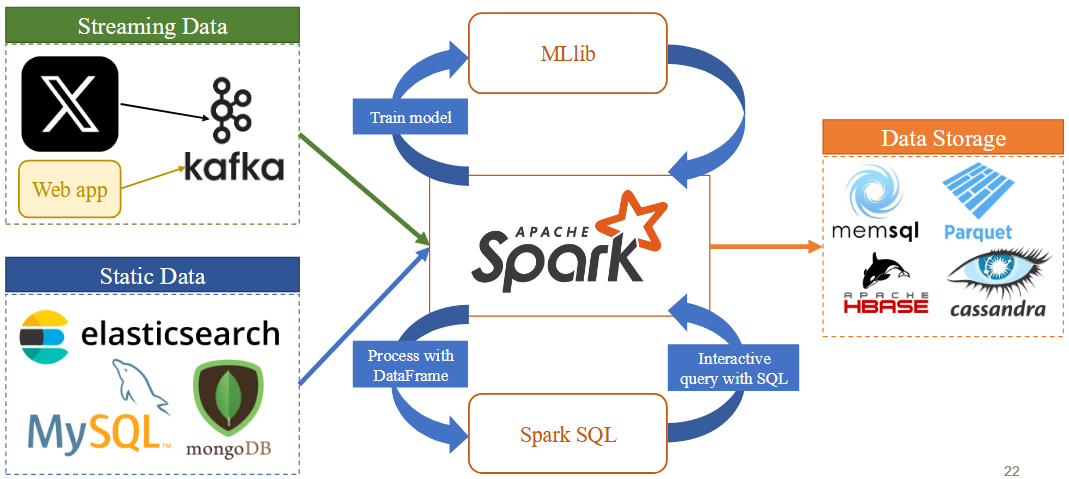 Streaming Data
X
kafka
Web app
Static Data
elasticsearch
MySQL™
mongoDB
MLlib
Train model
APACHE
Spark
Process with
DataFrame
Interactive
query with SQL
Spark SQL
Data Storage
memsql
Parquet
APACHE
HBASE
cassandra
22